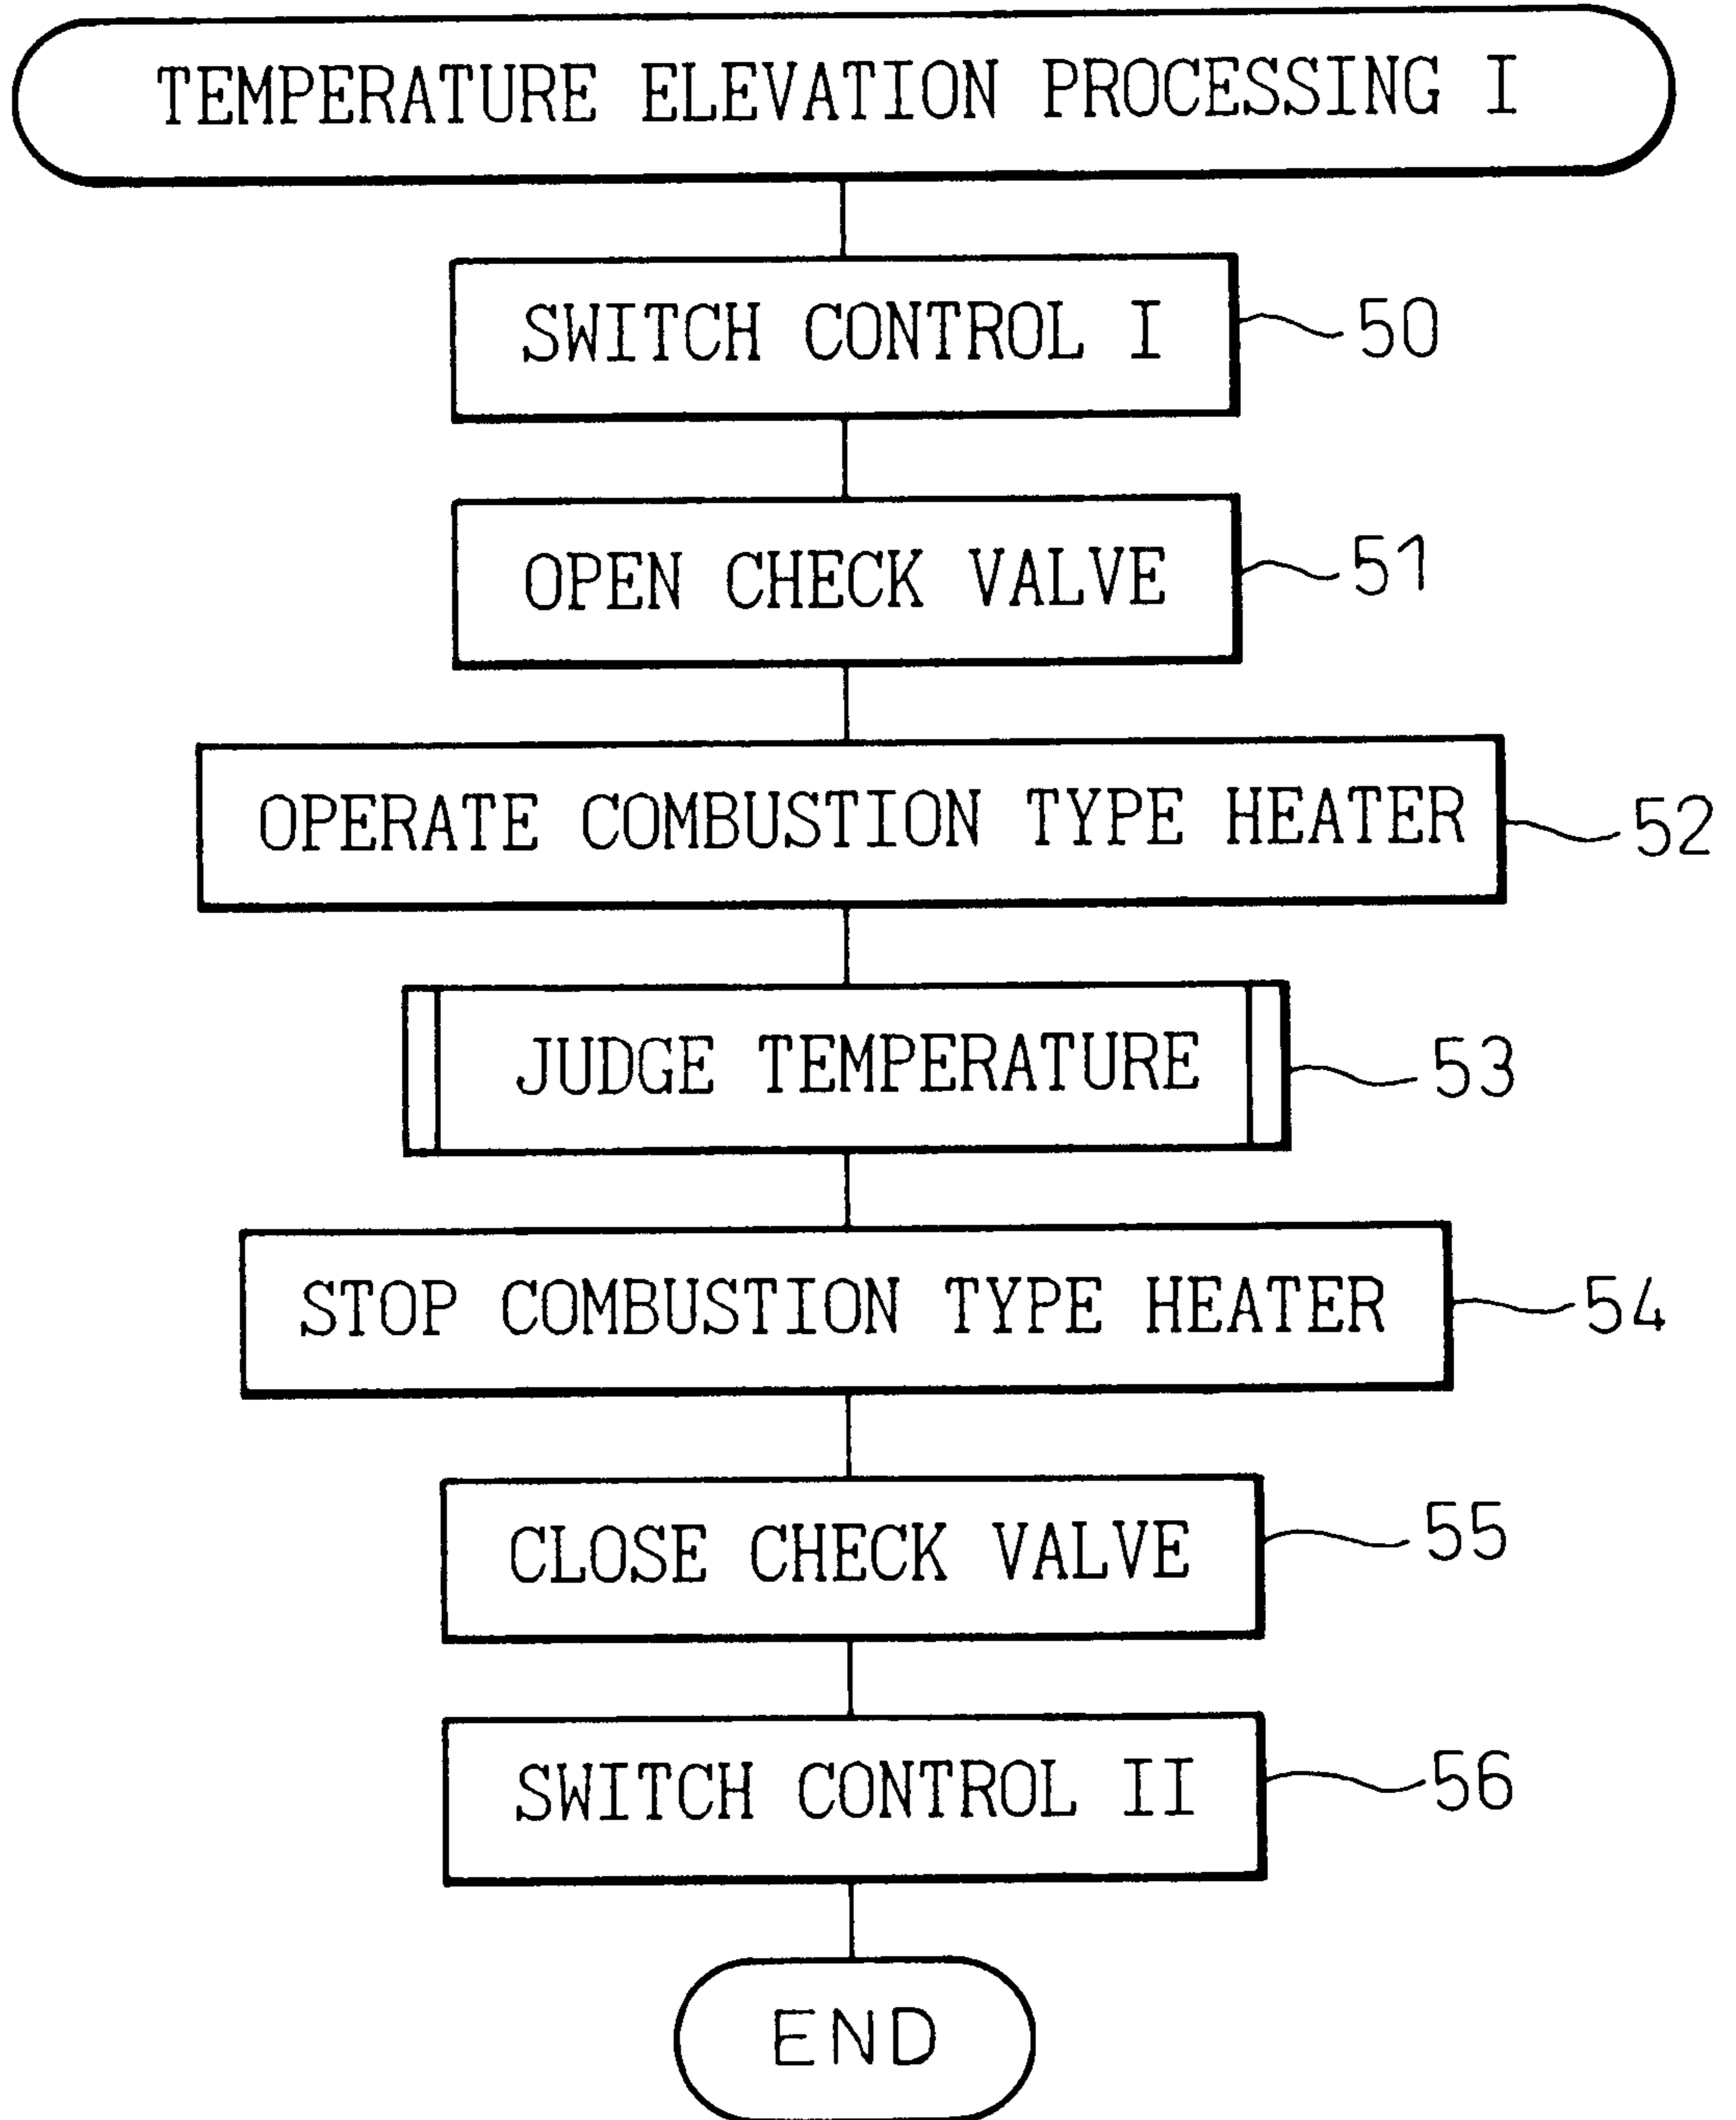 TEMPERATURE ELEVATION PROCESSING I
SWITCH CONTROL I
50
OPEN CHECK VALVE
51
OPERATE COMBUSTION TYPE HEATER
52
JUDGE TEMPERATURE
53
STOP COMBUSTION TYPE HEATER
54
CLOSE CHECK VALVE
55
SWITCH CONTROL II
56
END